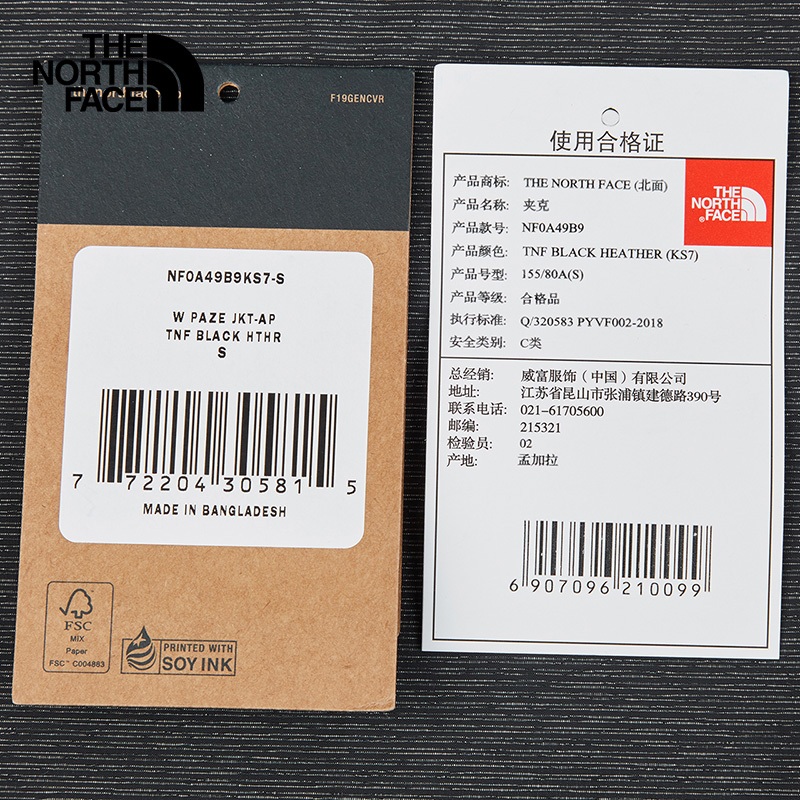 THE
NORTH
FACE
F19GENCVR
NF0A49B9KS7-S
W PAZE JKT-AP
TNF BLACK HTHR
S
7 72204 30581 5
MADE IN BANGLADESH
FSC
MIX
Paper
FSC™ C004883
PRINTED WITH
SOY INK
使用合格证
产品商标: THE NORTH FACE (北面)
产品名称: 夹克
产品款号: NF0A49B9
产品颜色: TNF BLACK HEATHER (KS7)
产品号型: 155/80A(S)
产品等级: 合格品
执行标准: Q/320583 PYVF002-2018
安全类别: C类
THE
NORTH
FACE
总经销: 威富服饰（中国）有限公司
地址: 江苏省昆山市张浦镇建德路390号
联系电话: 021-61705600
邮编: 215321
检验员: 02
产地: 孟加拉
6 907096 210099